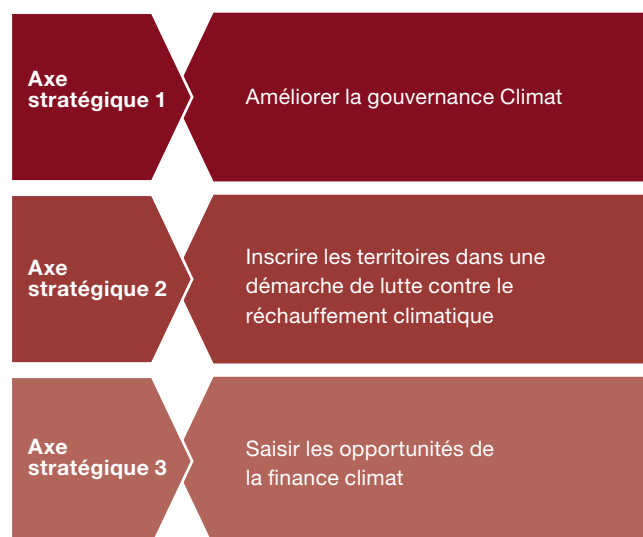 Axe
stratégique 1
Améliorer la gouvernance Climat
Axe
stratégique 2
Inscrire les territoires dans une
démarche de lutte contre le
réchauffement climatique
Axe
stratégique 3
Saisir les opportunités de
la finance climat